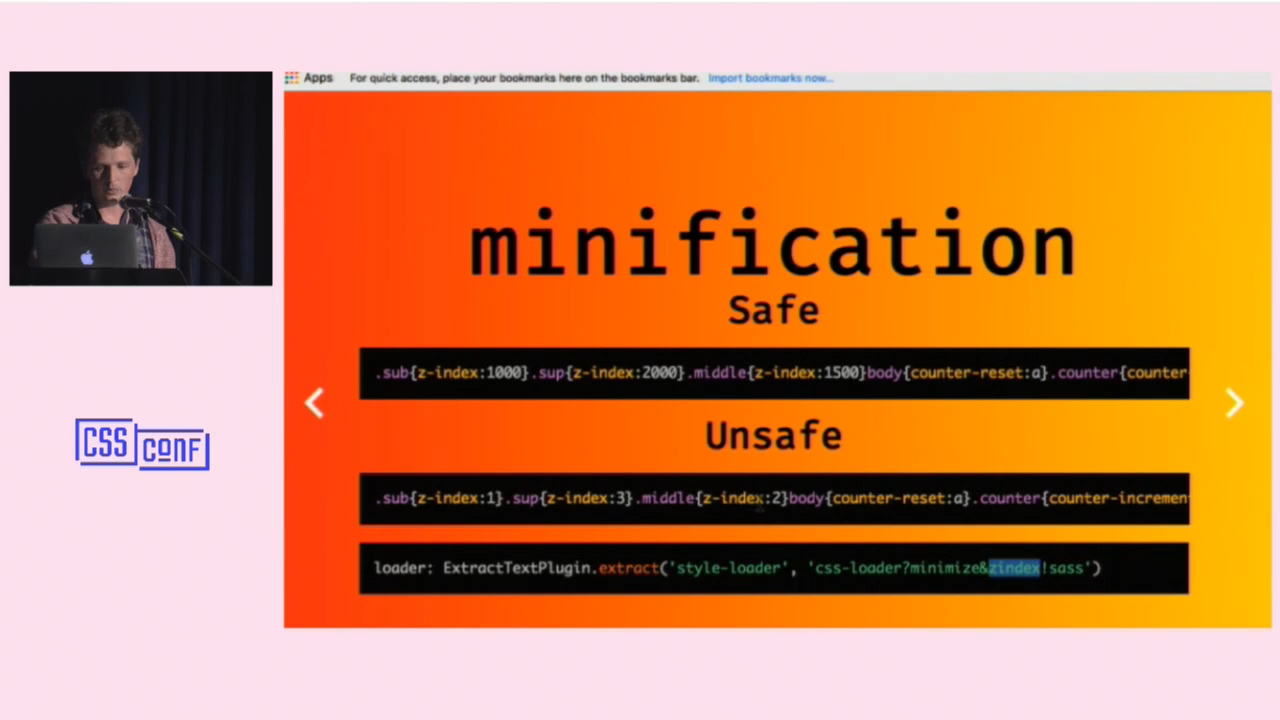 Apps For quick access, place your bookmarks here on the bookmarks bar. Import bookmarks now...
minification
Safe
.sub{z-index:1000}.sup{z-index:2000}.middle{z-index:1500}body{counter-reset:a}.counter{counter-
Unsafe
.sub{z-index:1}.sup{z-index:3}.middle{z-index:2}body{counter-reset:a}.counter{counter-increment
loader: ExtractTextPlugin.extract('style-loader', 'css-loader?minimize&zindex!sass')
CSS
CONF